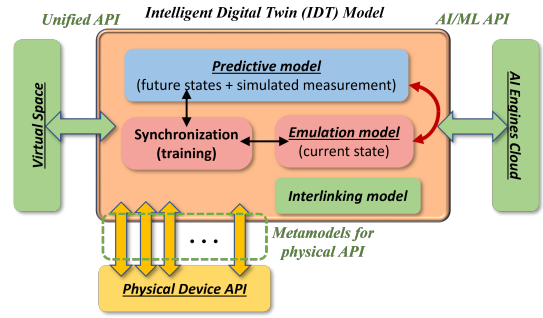 Intelligent Digital Twin (IDT) Model
Unified API
AI/ML API
Virtual Space
Predictive model
(future states + simulated measurement)
Synchronization
(training)
Emulation model
(current state)
Interlinking model
AI Engines Cloud
Metamodels for
physical API
Physical Device API